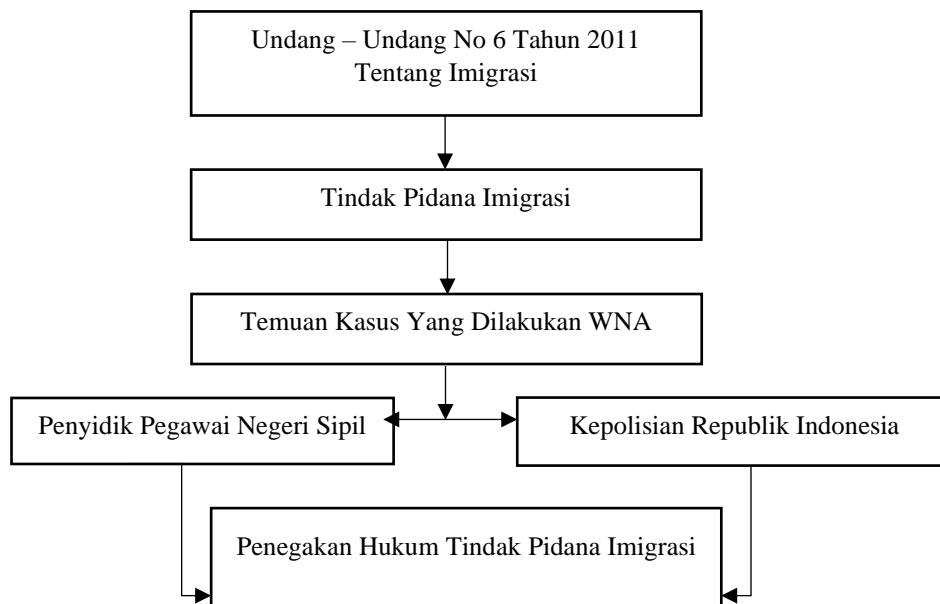 Undang – Undang No 6 Tahun 2011
Tentang Imigrasi
Tindak Pidana Imigrasi
Temuan Kasus Yang Dilakukan WNA
Penyidik Pegawai Negeri Sipil
Kepolisian Republik Indonesia
Penegakan Hukum Tindak Pidana Imigrasi